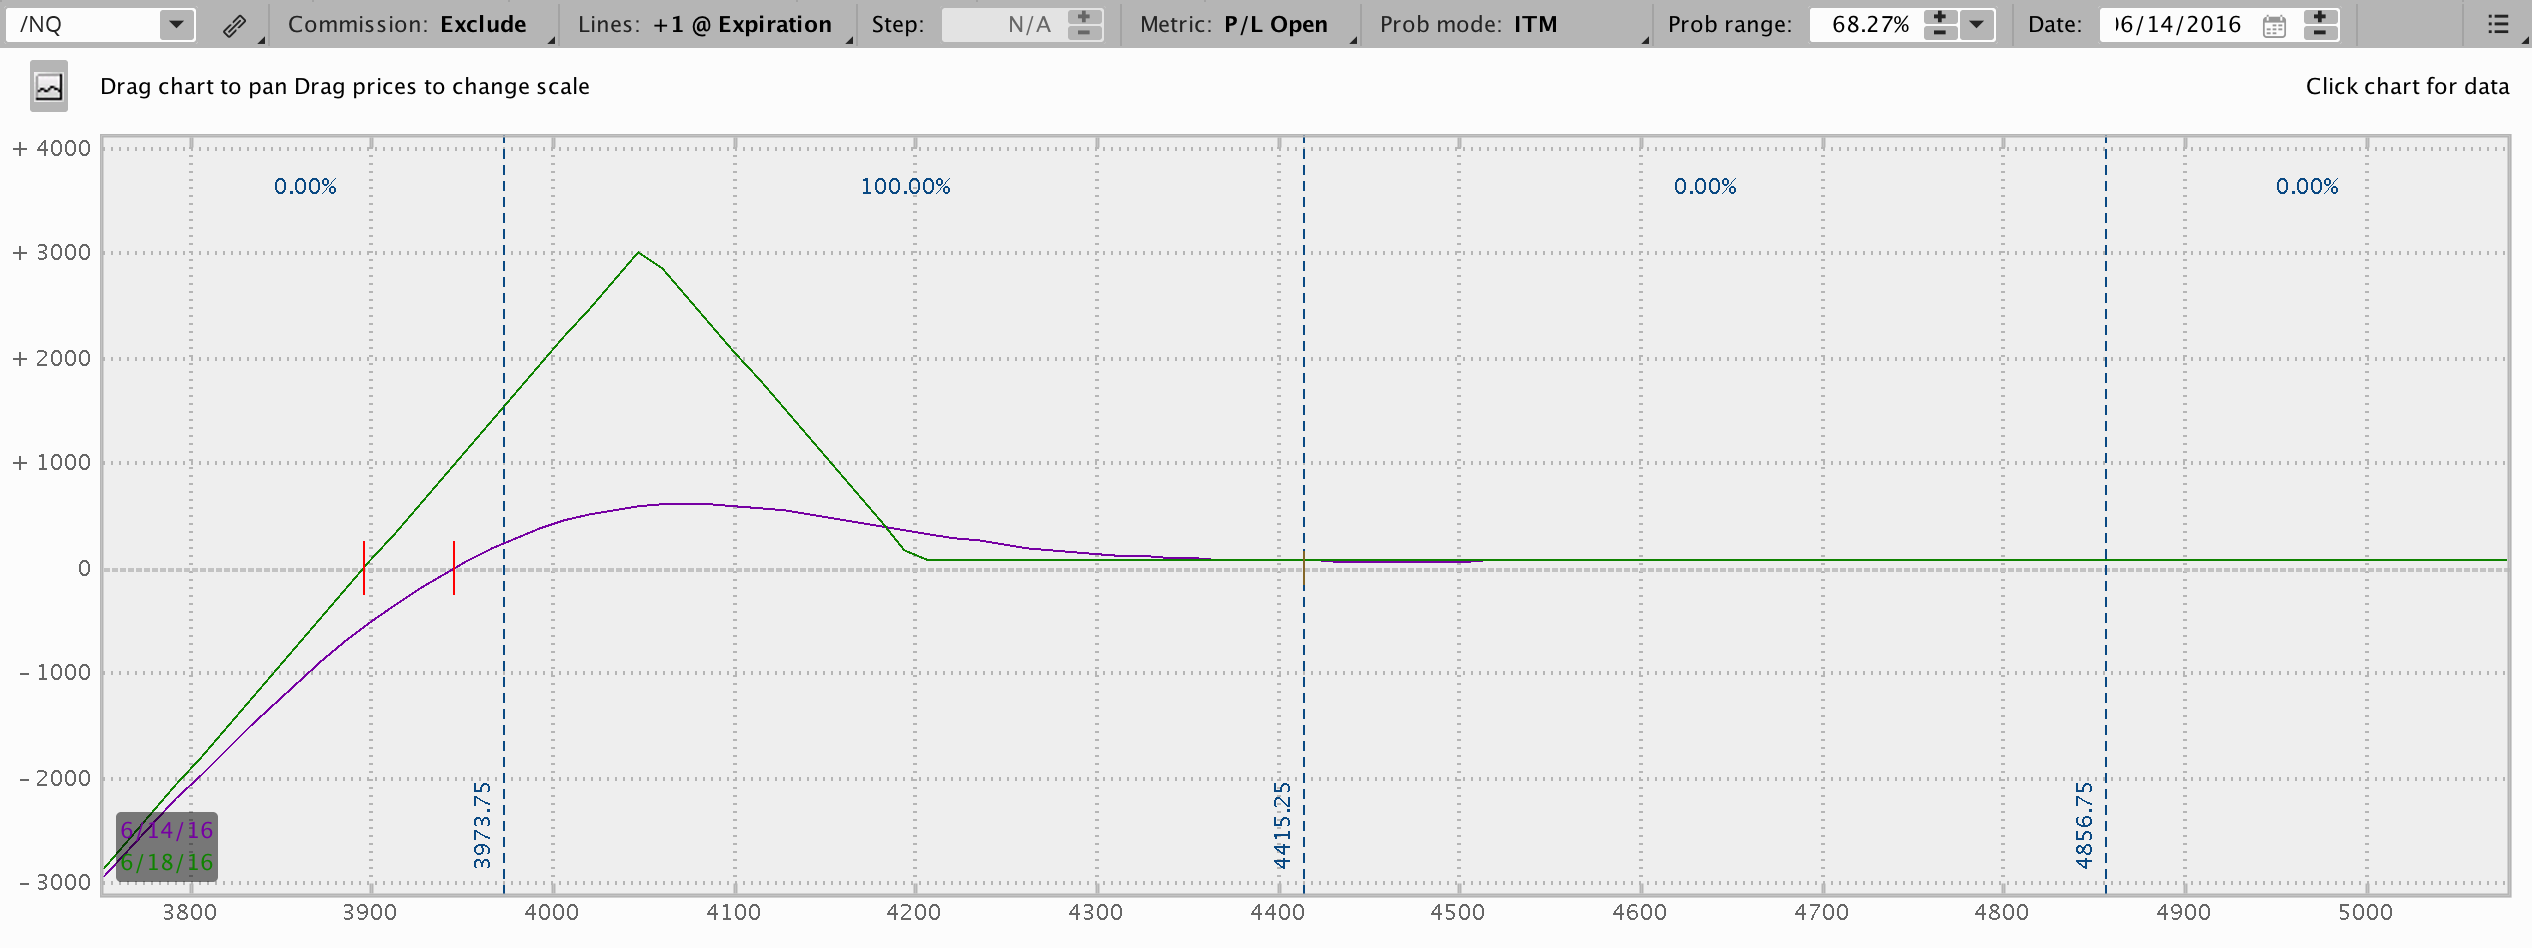 /NQ Commission: Exclude Lines: +1 @ Expiration Step: N/A Metric: P/L Open Prob mode: ITM Prob range: 68.27% Date: 06/14/2016
Drag chart to pan Drag prices to change scale Click chart for data
+ 4000
0.00% 100.00% 0.00% 0.00%
+ 3000
+ 2000
+ 1000
0
- 1000
- 2000
3973.75 4415.25 4856.75
6/14/16
6/18/16
- 3000
3800 3900 4000 4100 4200 4300 4400 4500 4600 4700 4800 4900 5000